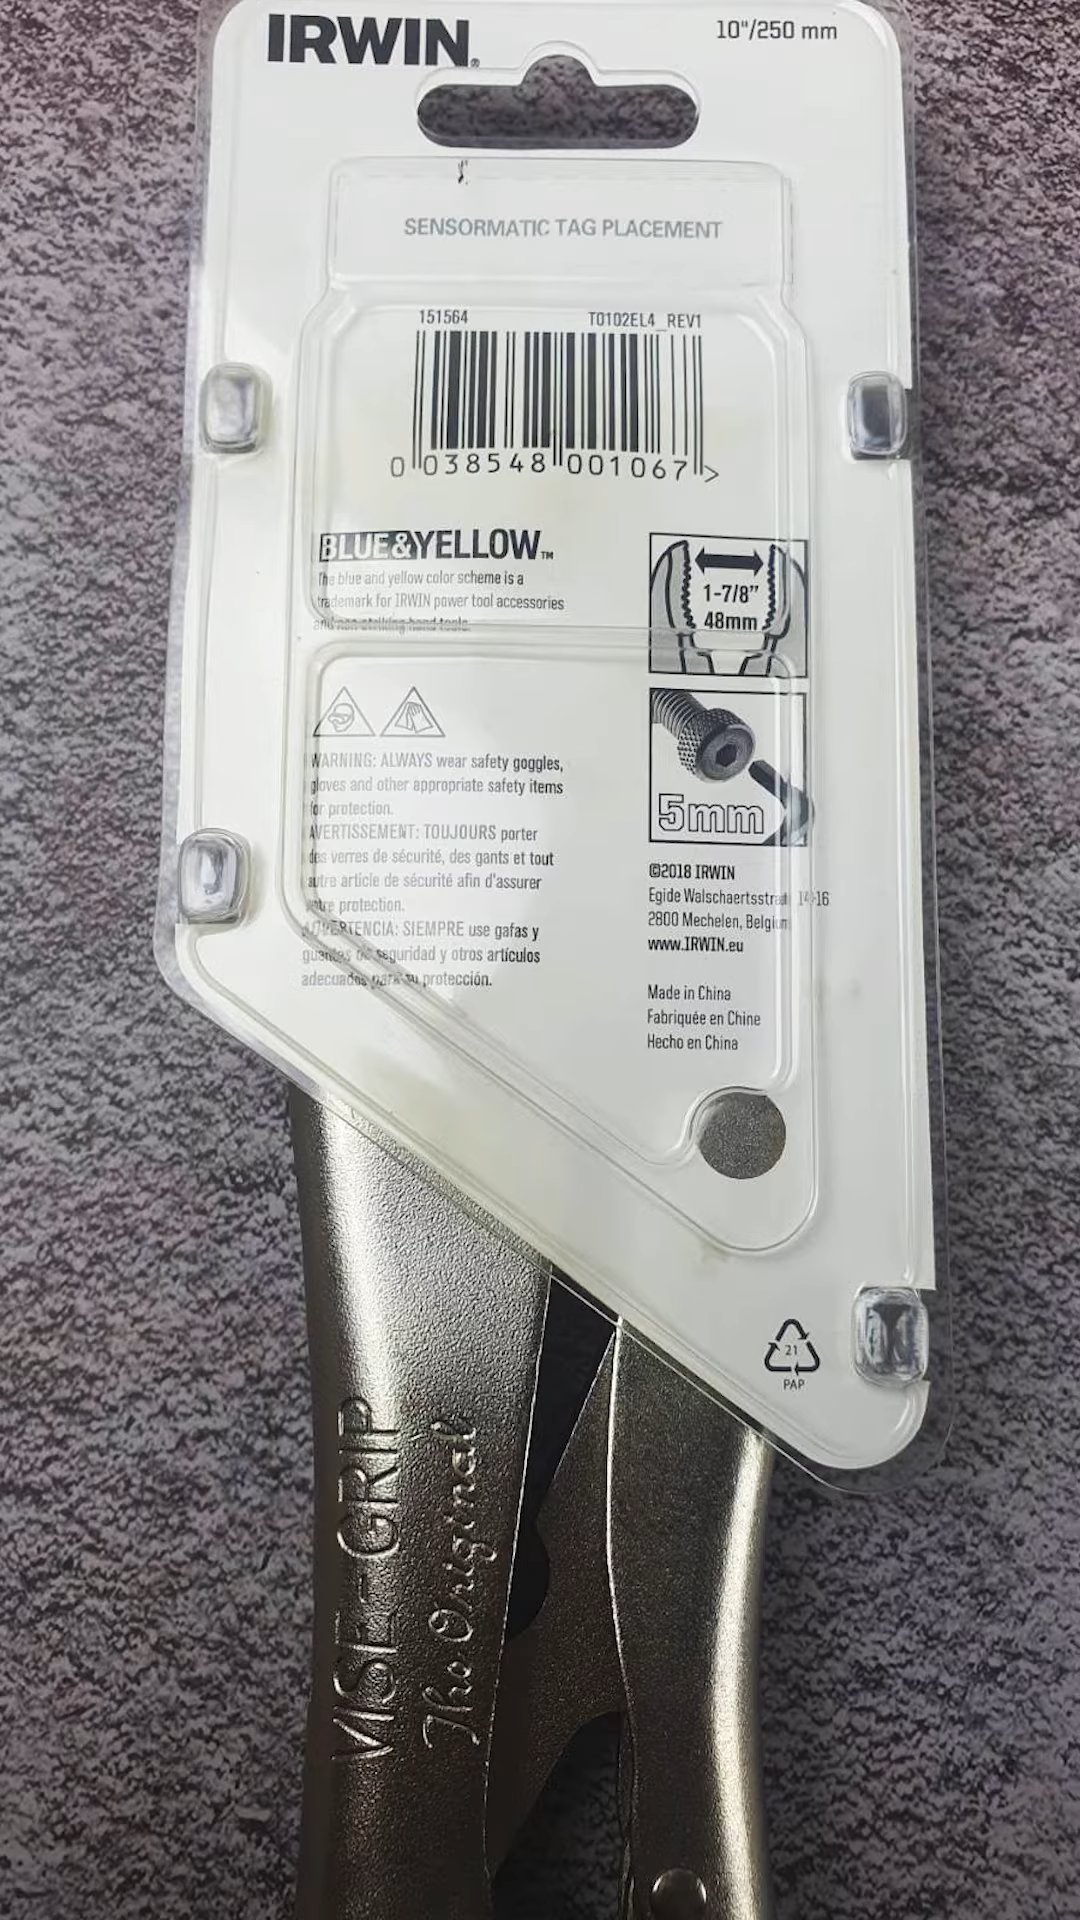 IRWIN®
10"/250 mm
SENSORMATIC TAG PLACEMENT
151564
T0102EL4_REV1
0 038548 001067 >
BLUE&YELLOW™
The blue and yellow color scheme is a
trademark for IRWIN power tool accessories
and non-striking hand tools.
1-7/8”
48mm
5mm
WARNING: ALWAYS wear safety goggles,
gloves and other appropriate safety items
for protection.
AVERTISSEMENT: TOUJOURS porter
des verres de sécurité, des gants et tout
autre article de sécurité afin d'assurer
votre protection.
ADVERTENCIA: SIEMPRE use gafas y
guantes de seguridad y otros artículos
adecuados para su protección.
©2018 IRWIN
Egide Walschaertsstraat 14-16
2800 Mechelen, Belgium
www.IRWIN.eu
Made in China
Fabriquée en Chine
Hecho en China
21
PAP
VISE-GRIP
The Original